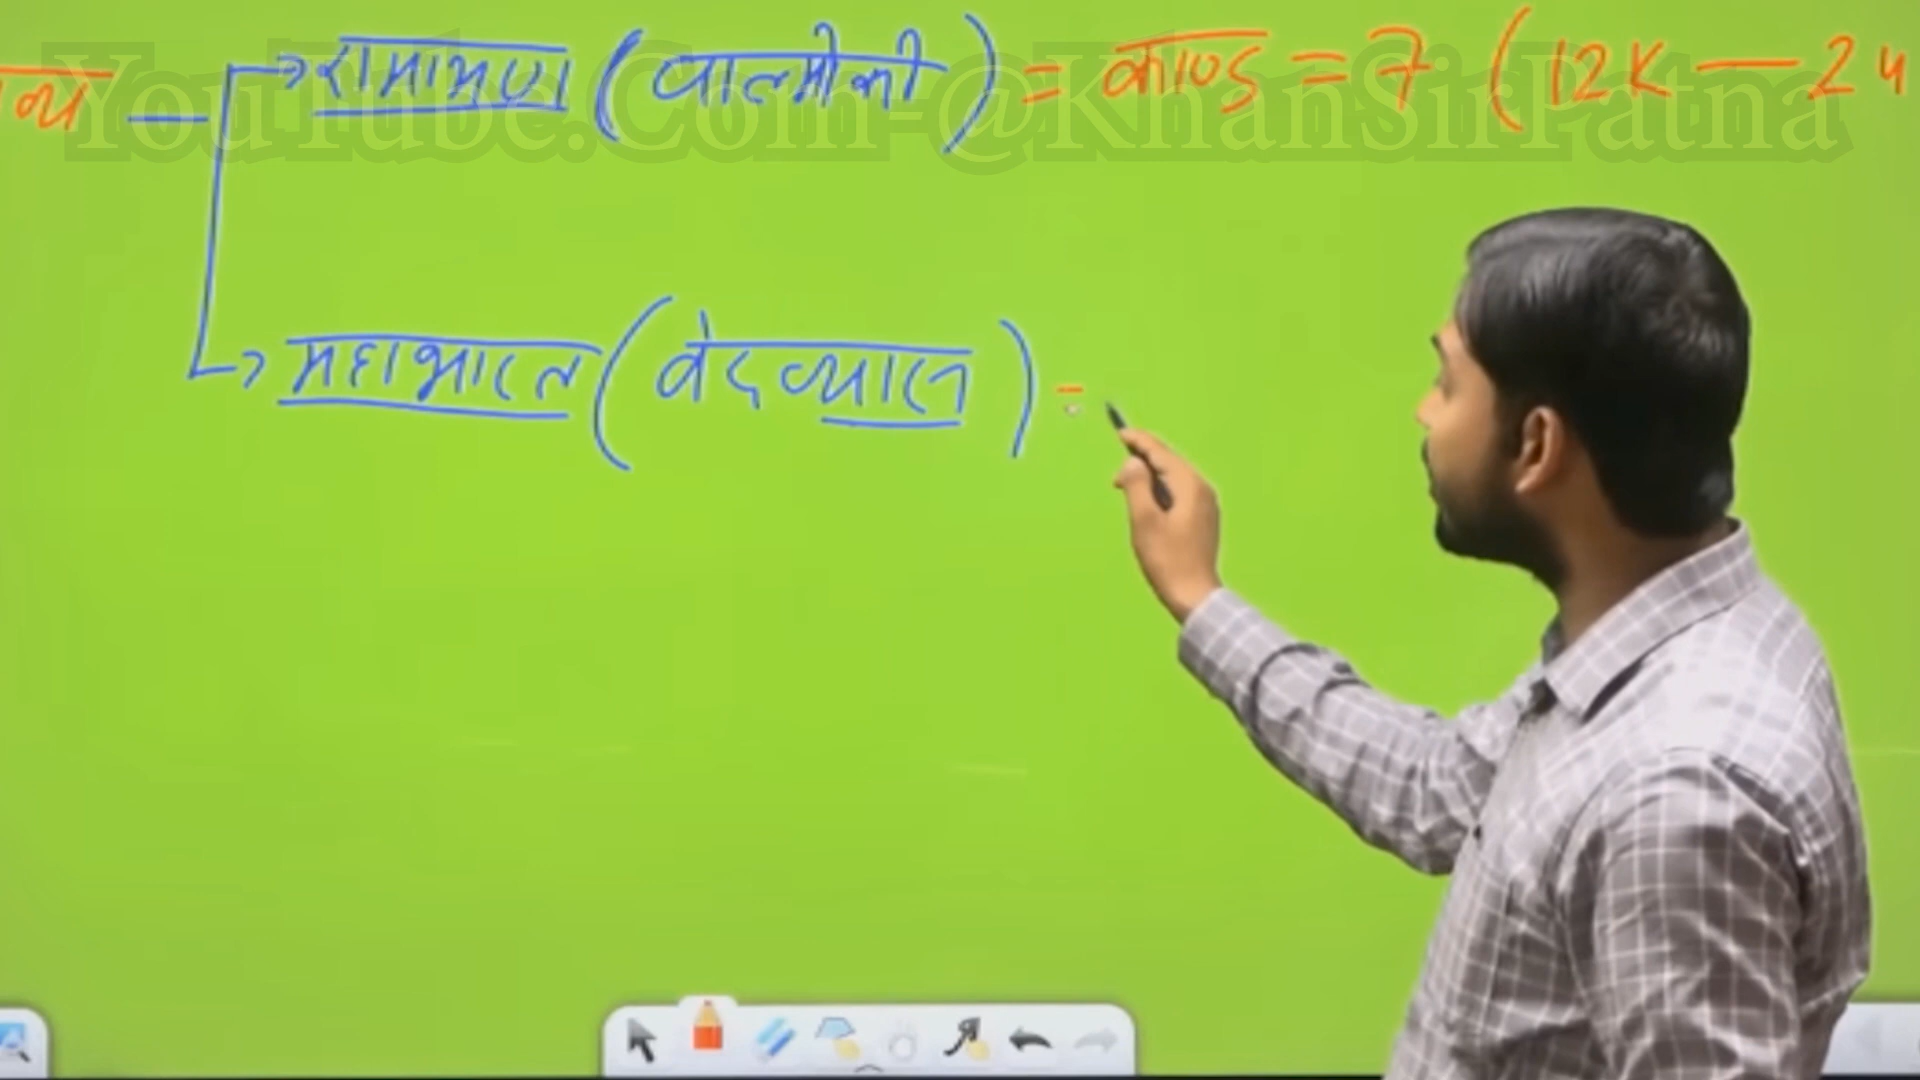 रामायण (वाल्मीकी) = काण्ड = 7 (12K — 24
YouTube.Com-@KhanSirPatna
महाभारत (वेदव्यास) =